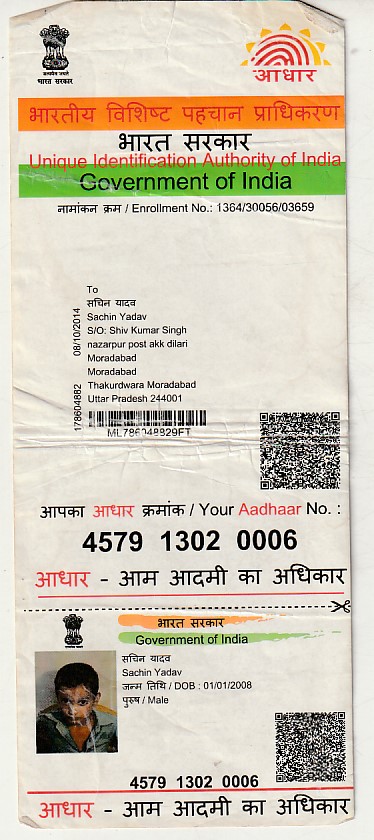 सत्यमेव जयते
भारत सरकार
आधार
भारतीय विशिष्ट पहचान प्राधिकरण
भारत सरकार
Unique Identification Authority of India
Government of India
नामांकन क्रम / Enrollment No.: 1364/30056/03659
To
सचिन यादव
Sachin Yadav
S/O: Shiv Kumar Singh
nazarpur post akk dilari
Moradabad
Moradabad
Thakurdwara Moradabad
Uttar Pradesh 244001
08/10/2014
178604882
ML786048829FT
आपका आधार क्रमांक / Your Aadhaar No. :
4579 1302 0006
आधार - आम आदमी का अधिकार
भारत सरकार
Government of India
सचिन यादव
Sachin Yadav
जन्म तिथि / DOB : 01/01/2008
पुरुष / Male
4579 1302 0006
आधार - आम आदमी का अधिकार